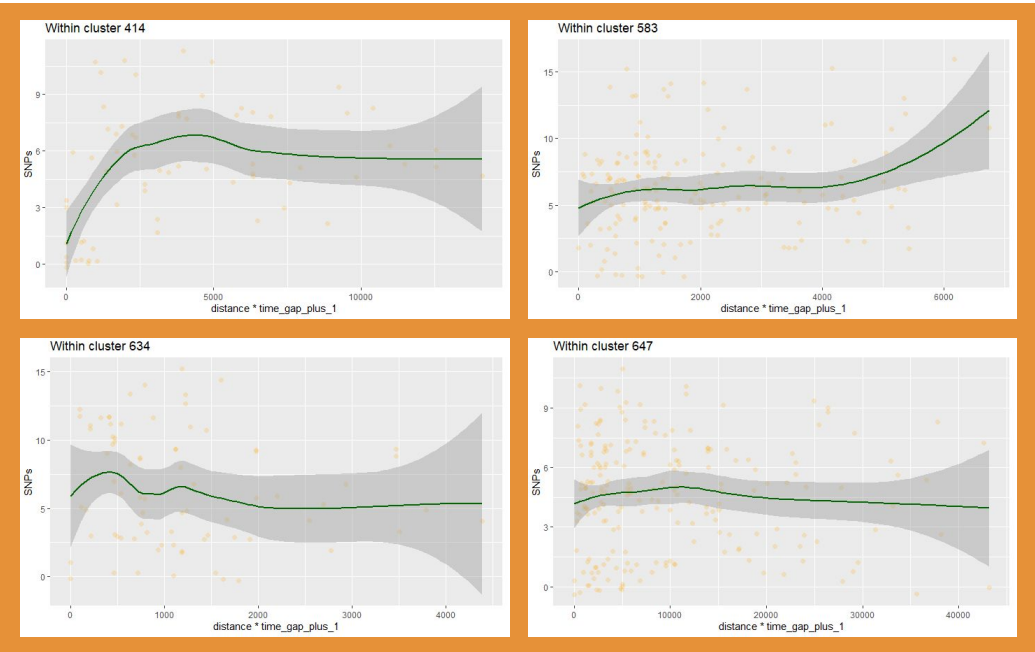 Within cluster 414
SNPs
9
6
3
0
0 5000 10000
distance * time_gap_plus_1
Within cluster 583
SNPs
15
10
5
0
0 2000 4000 6000
distance * time_gap_plus_1
Within cluster 634
SNPs
15
10
5
0
0 1000 2000 3000 4000
distance * time_gap_plus_1
Within cluster 647
SNPs
9
6
3
0
0 10000 20000 30000 40000
distance * time_gap_plus_1